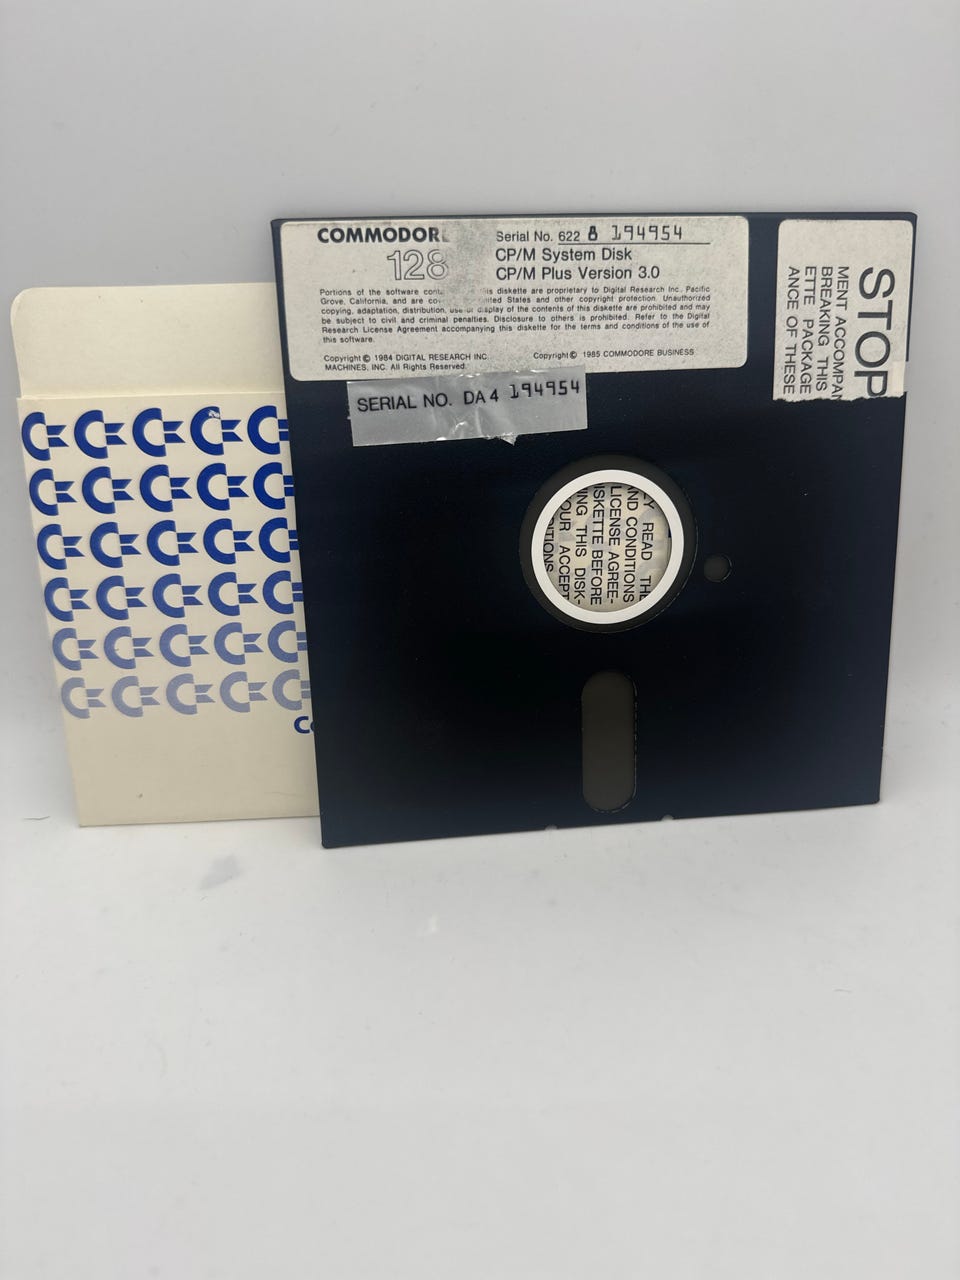 COMMODORE
128
Serial No. 622 8 194954
CP/M System Disk
CP/M Plus Version 3.0
Portions of the software this diskette are proprietary to Digital Research Inc. Pacific
Grove, California, and are United States and other copyright protection. Unauthorized
copying, adaptation, distribution, use or display of the contents of this diskette are prohibited and may
be subject to civil and criminal penalties. Disclosure to others is prohibited. Refer to the Digital
Research License Agreement accompanying this diskette for the terms and conditions of the use of
this software.
Copyright © 1984 DIGITAL RESEARCH INC. Copyright © 1985 COMMODORE BUSINESS
MACHINES, INC. All Rights Reserved.
SERIAL NO. DA4 194954
STOP
MENT ACCOMPAN
BREAKING THIS
ETTE PACKAGE
ANCE OF THESE
Y READ THE
ND CONDITIONS
LICENSE AGREE-
ISKETTE BEFORE
ING THIS DISK-
OUR ACCEPT
DITIONS